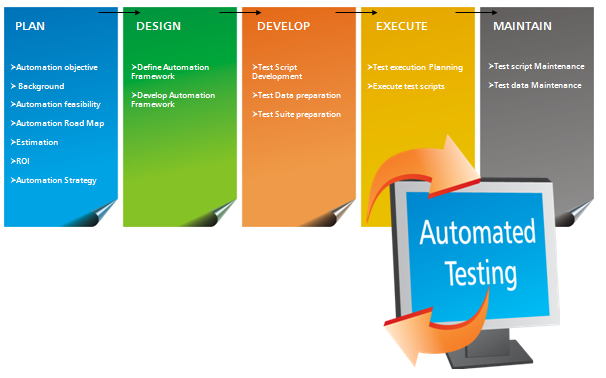 PLAN
➢Automation objective
➢ Background
➢Automation feasibility
➢Automation Road Map
➢Estimation
➢ROI
➢Automation Strategy
DESIGN
➢Define Automation
Framework
➢Develop Automation
Framework
DEVELOP
➢Test Script
Development
➢Test Data preparation
➢Test Suite preparation
EXECUTE
➢Test execution Planning
➢Execute test scripts
MAINTAIN
➢Test script Maintenance
➢Test data Maintenance
Automated
Testing